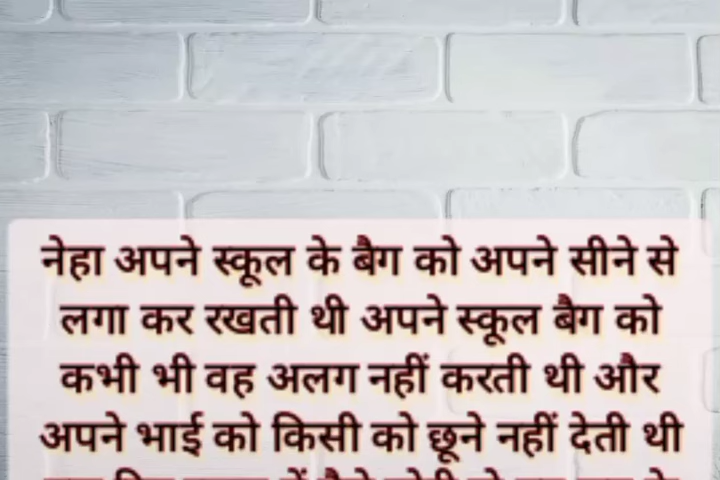 नेहा अपने स्कूल के बैग को अपने सीने से
लगा कर रखती थी अपने स्कूल बैग को
कभी भी वह अलग नहीं करती थी और
अपने भाई को किसी को छूने नहीं देती थी